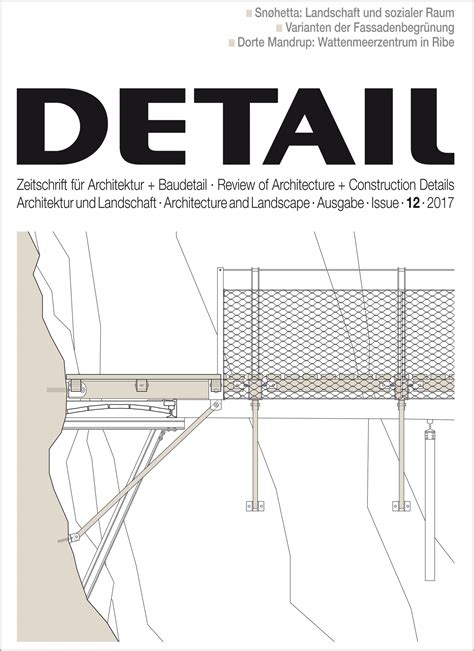 Snøhetta: Landschaft und sozialer Raum
Varianten der Fassadenbegrünung
Dorte Mandrup: Wattenmeerzentrum in Ribe
DETAIL
Zeitschrift für Architektur + Baudetail · Review of Architecture + Construction Details
Architektur und Landschaft · Architecture and Landscape · Ausgabe · Issue · 12 · 2017